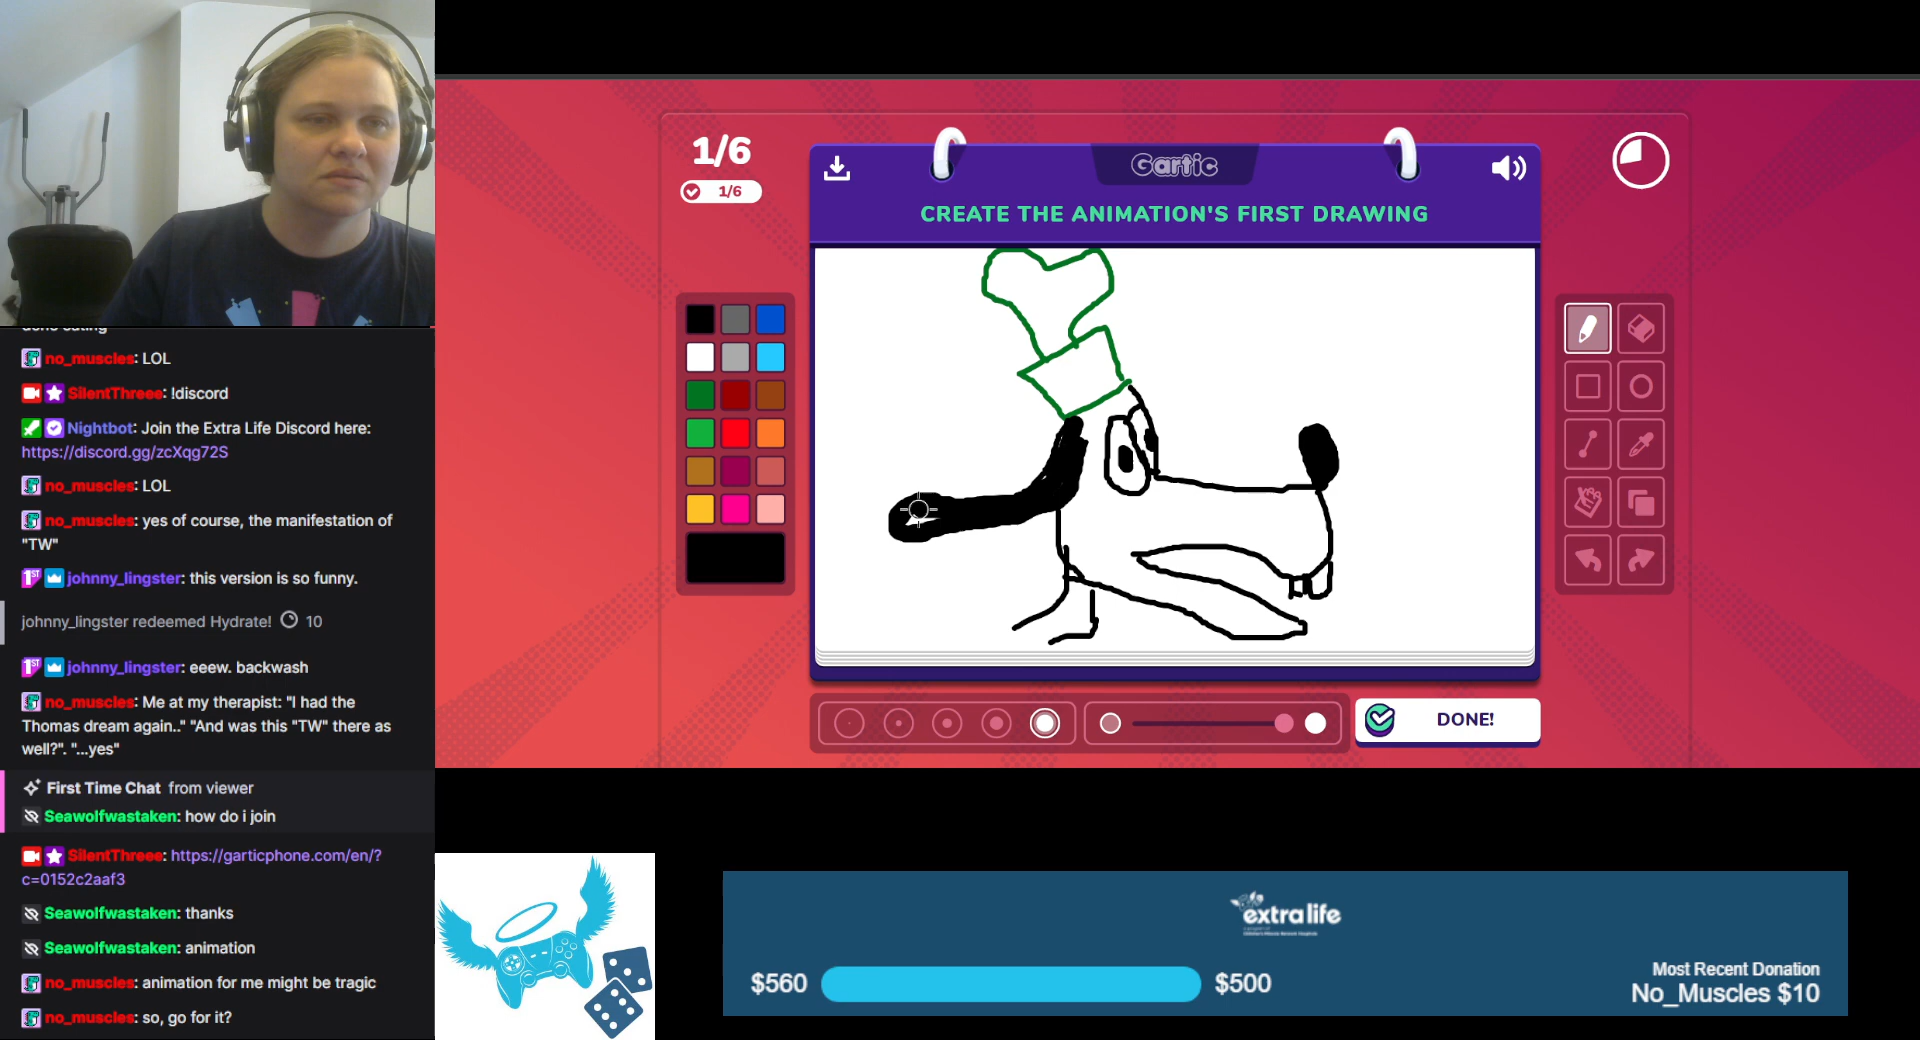 no_muscles: LOL
SilentThreee: !discord
Nightbot: Join the Extra Life Discord here:
https://discord.gg/zcXqg72S
no_muscles: LOL
no_muscles: yes of course, the manifestation of
"TW"
1ST johnny_lingster: this version is so funny.
johnny_lingster redeemed Hydrate! 10
1ST johnny_lingster: eeew. backwash
no_muscles: Me at my therapist: "I had the
Thomas dream again.." "And was this "TW" there as
well?". "...yes"
First Time Chat from viewer
Seawolfwastaken: how do i join
SilentThreee: https://garticphone.com/en/?
c=0152c2aaf3
Seawolfwastaken: thanks
Seawolfwastaken: animation
no_muscles: animation for me might be tragic
no_muscles: so, go for it?
1/6
1/6
Gartic
CREATE THE ANIMATION'S FIRST DRAWING
DONE!
extra life
$560
$500
Most Recent Donation
No_Muscles $10